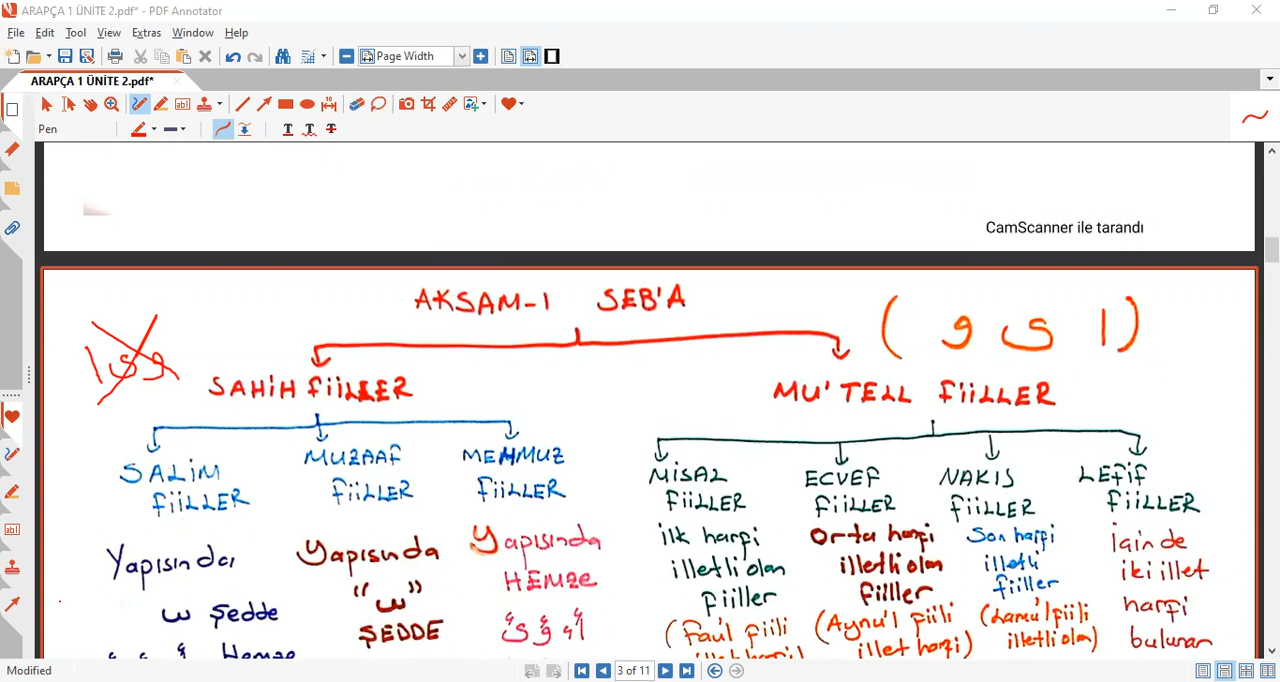 ARAPÇA 1 ÜNİTE 2.pdf* - PDF Annotator
File Edit Tool View Extras Window Help
Page Width
ARAPÇA 1 ÜNİTE 2.pdf*
Pen
CamScanner ile tarandı
AKSAM-I SEB'A
( و ى ا )
ا ى و
SAHİH FİİLLER
MU'TELL FİİLLER
SALİM FİİLLER
MUZAAF FİİLLER
MEHMUZ FİİLLER
MİSAL FİİLLER
ECVEF FİİLLER
NAKIS FİİLLER
LEFİF FİİLLER
Yapısında
ّ Şedde
Hemze
Yapısında
" ّ "
ŞEDDE
Yapısında
HEMZE
ئ ؤ أ
ilk harfi
illetli olan
fiiller
(Fau'l fiili
Orta harfi
illetli olan
fiiller
(Aynu'l fiili
illet harfi)
Son harfi
illetli
fiiller
(Lamu'l fiili
illetli olan)
İçinde
iki illet
harfi
bulunan
Modified
3 of 11